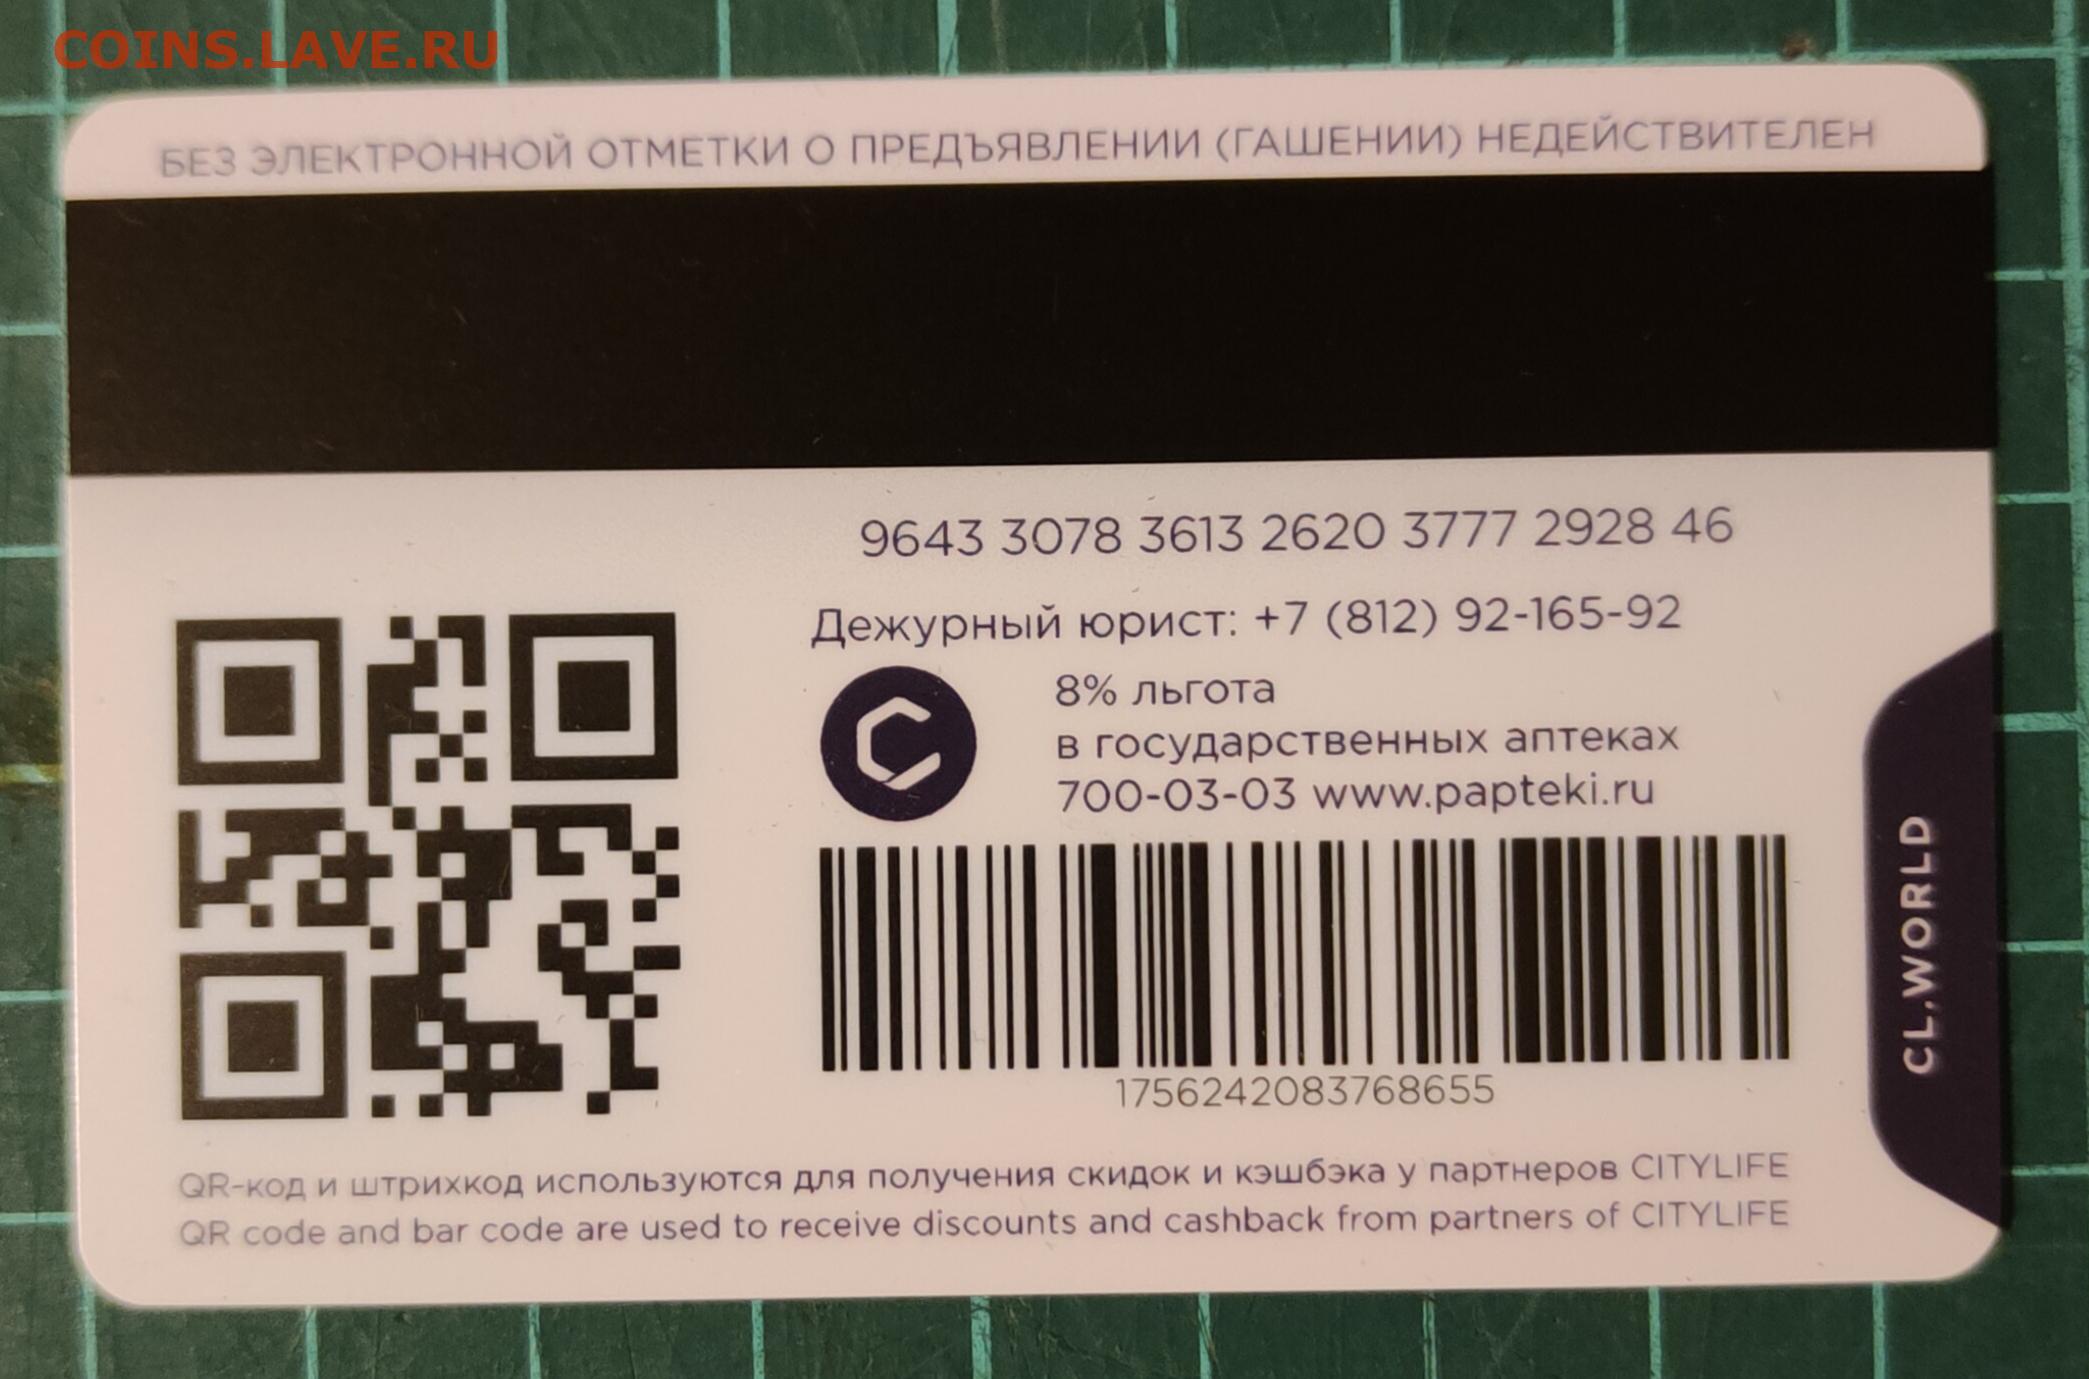 COINS.LAVE.RU
БЕЗ ЭЛЕКТРОННОЙ ОТМЕТКИ О ПРЕДЪЯВЛЕНИИ (ГАШЕНИИ) НЕДЕЙСТВИТЕЛЕН
9643 3078 3613 2620 3777 2928 46
Дежурный юрист: +7 (812) 92-165-92
8% льгота
в государственных аптеках
700-03-03 www.papteki.ru
1756242083768655
CL.WORLD
QR-код и штрихкод используются для получения скидок и кэшбэка у партнеров CITYLIFE
QR code and bar code are used to receive discounts and cashback from partners of CITYLIFE